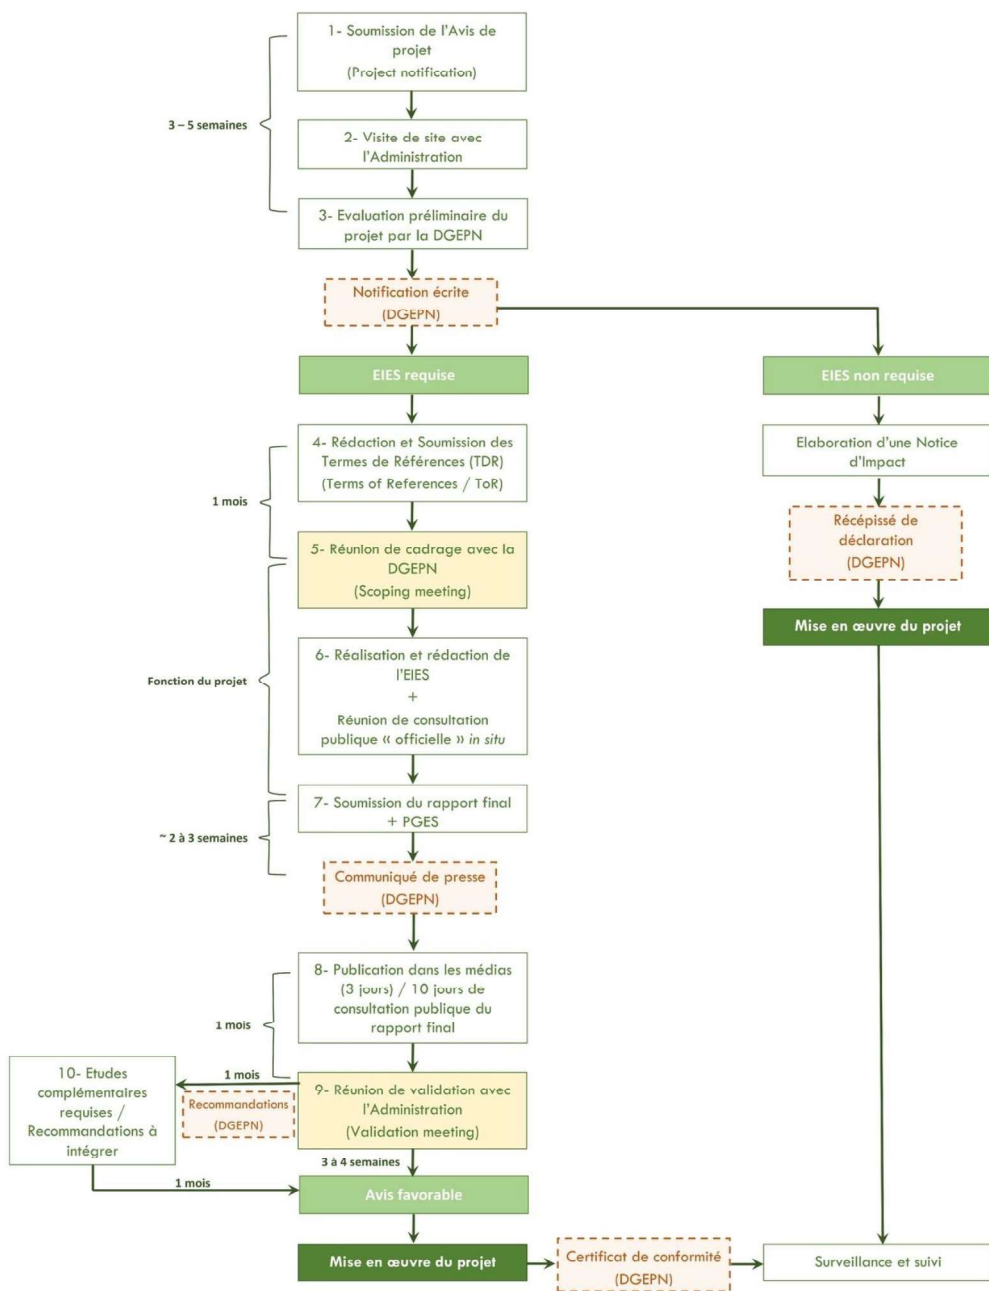 1- Soumission de l'Avis de
projet
(Project notification)
3 – 5 semaines
2- Visite de site avec
l'Administration
3- Evaluation préliminaire du
projet par la DGEPN
Notification écrite
(DGEPN)
EIES requise
EIES non requise
4- Rédaction et Soumission des
Termes de Références (TDR)
(Terms of References / ToR)
1 mois
Elaboration d'une Notice
d'Impact
Récépissé de
déclaration
(DGEPN)
5- Réunion de cadrage avec la
DGEPN
(Scoping meeting)
Mise en œuvre du projet
6- Réalisation et rédaction de
l'EIES
+
Réunion de consultation
publique « officielle » in situ
Fonction du projet
7- Soumission du rapport final
+ PGES
~ 2 à 3 semaines
Communiqué de presse
(DGEPN)
8- Publication dans les médias
(3 jours) / 10 jours de
consultation publique du
rapport final
1 mois
10- Etudes
complémentaires
requises /
Recommandations à
intégrer
1 mois
Recommandations
(DGEPN)
9- Réunion de validation avec
l'Administration
(Validation meeting)
3 à 4 semaines
1 mois
Avis favorable
Mise en œuvre du projet
Certificat de conformité
(DGEPN)
Surveillance et suivi